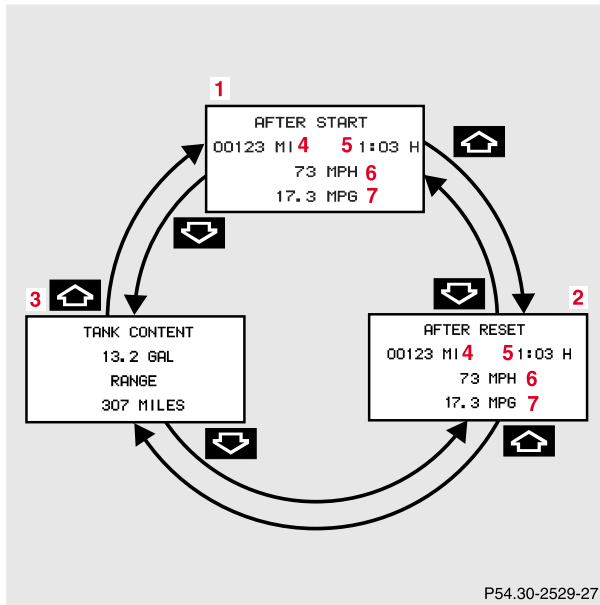 1
AFTER START
00123 MI 4 5 1:03 H
73 MPH 6
17.3 MPG 7
3
TANK CONTENT
13.2 GAL
RANGE
307 MILES
2
AFTER RESET
00123 MI 4 5 1:03 H
73 MPH 6
17.3 MPG 7
P54.30-2529-27